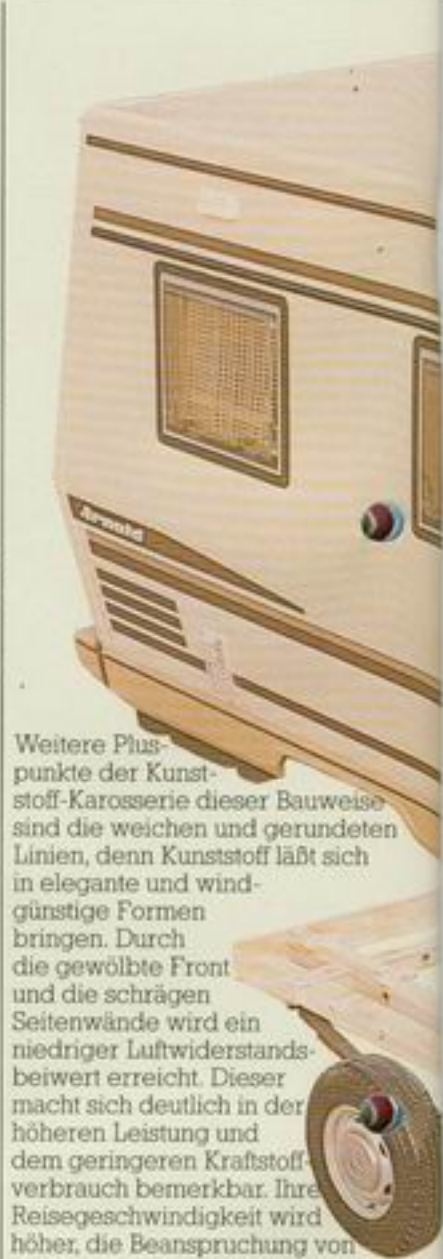 Arnold
Weitere Plus-
punkte der Kunst-
stoff-Karosserie dieser Bauweise
sind die weichen und gerundeten
Linien, denn Kunststoff läßt sich
in elegante und wind-
günstige Formen
bringen. Durch
die gewölbte Front
und die schrägen
Seitenwände wird ein
niedriger Luftwiderstands-
beiwert erreicht. Dieser
macht sich deutlich in der
höheren Leistung und
dem geringeren Kraftstoff-
verbrauch bemerkbar. Ihre
Reisegeschwindigkeit wird
höher, die Beanspruchung von